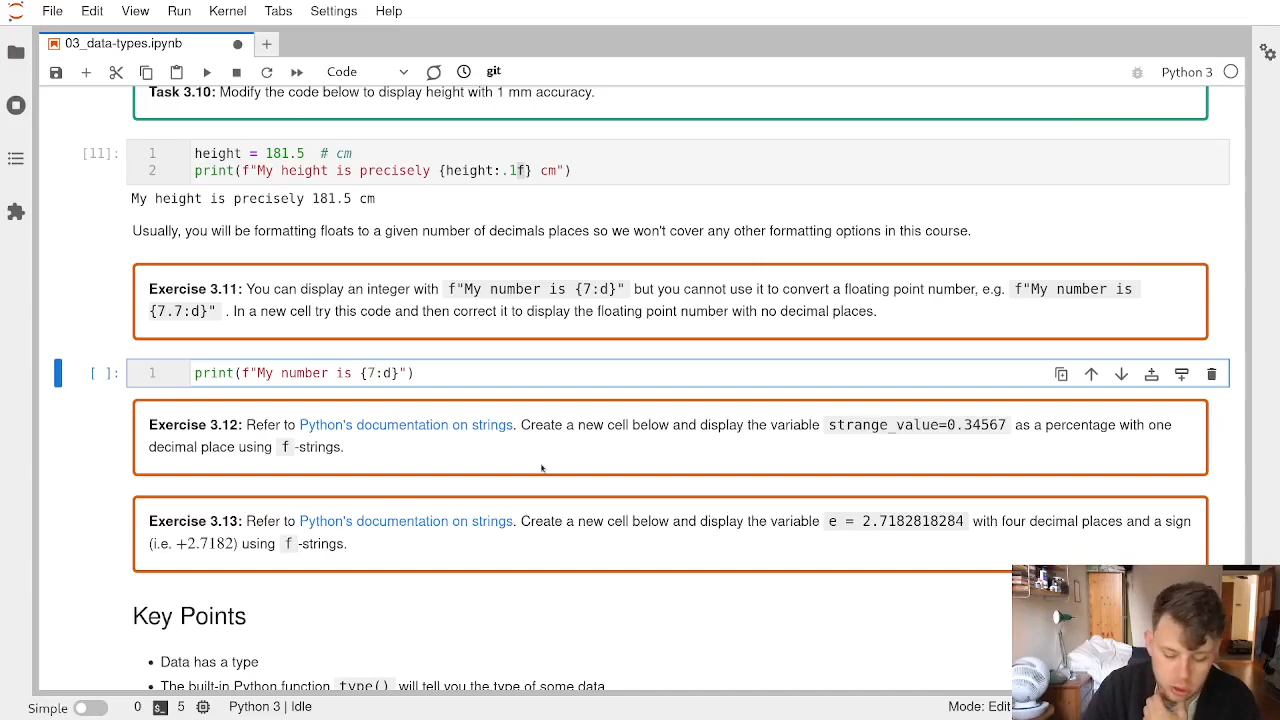 File Edit View Run Kernel Tabs Settings Help
03_data-types.ipynb
Code git Python 3
Task 3.10: Modify the code below to display height with 1 mm accuracy.
[11]: 1 height = 181.5 # cm
2 print(f"My height is precisely {height:.1f} cm")
My height is precisely 181.5 cm
Usually, you will be formatting floats to a given number of decimals places so we won't cover any other formatting options in this course.
Exercise 3.11: You can display an integer with f"My number is {7:d}" but you cannot use it to convert a floating point number, e.g. f"My number is
{7.7:d}" . In a new cell try this code and then correct it to display the floating point number with no decimal places.
[ ]: 1 print(f"My number is {7:d}")
Exercise 3.12: Refer to Python's documentation on strings. Create a new cell below and display the variable strange_value=0.34567 as a percentage with one
decimal place using f -strings.
Exercise 3.13: Refer to Python's documentation on strings. Create a new cell below and display the variable e = 2.7182818284 with four decimal places and a sign
(i.e. +2.7182) using f -strings.
Key Points
• Data has a type
• The built-in Python function type() will tell you the type of some data
Simple 0 5 Python 3 | Idle Mode: Edit